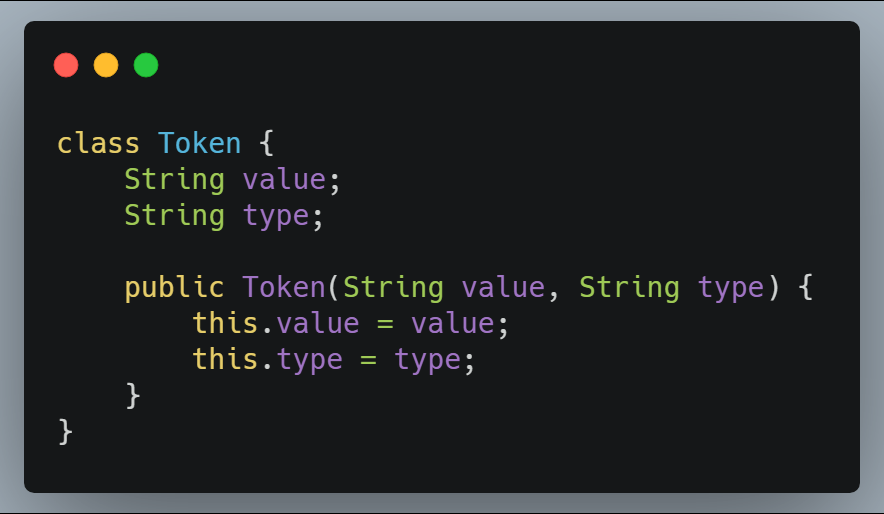 class Token {
    String value;
    String type;

    public Token(String value, String type) {
        this.value = value;
        this.type = type;
    }
}